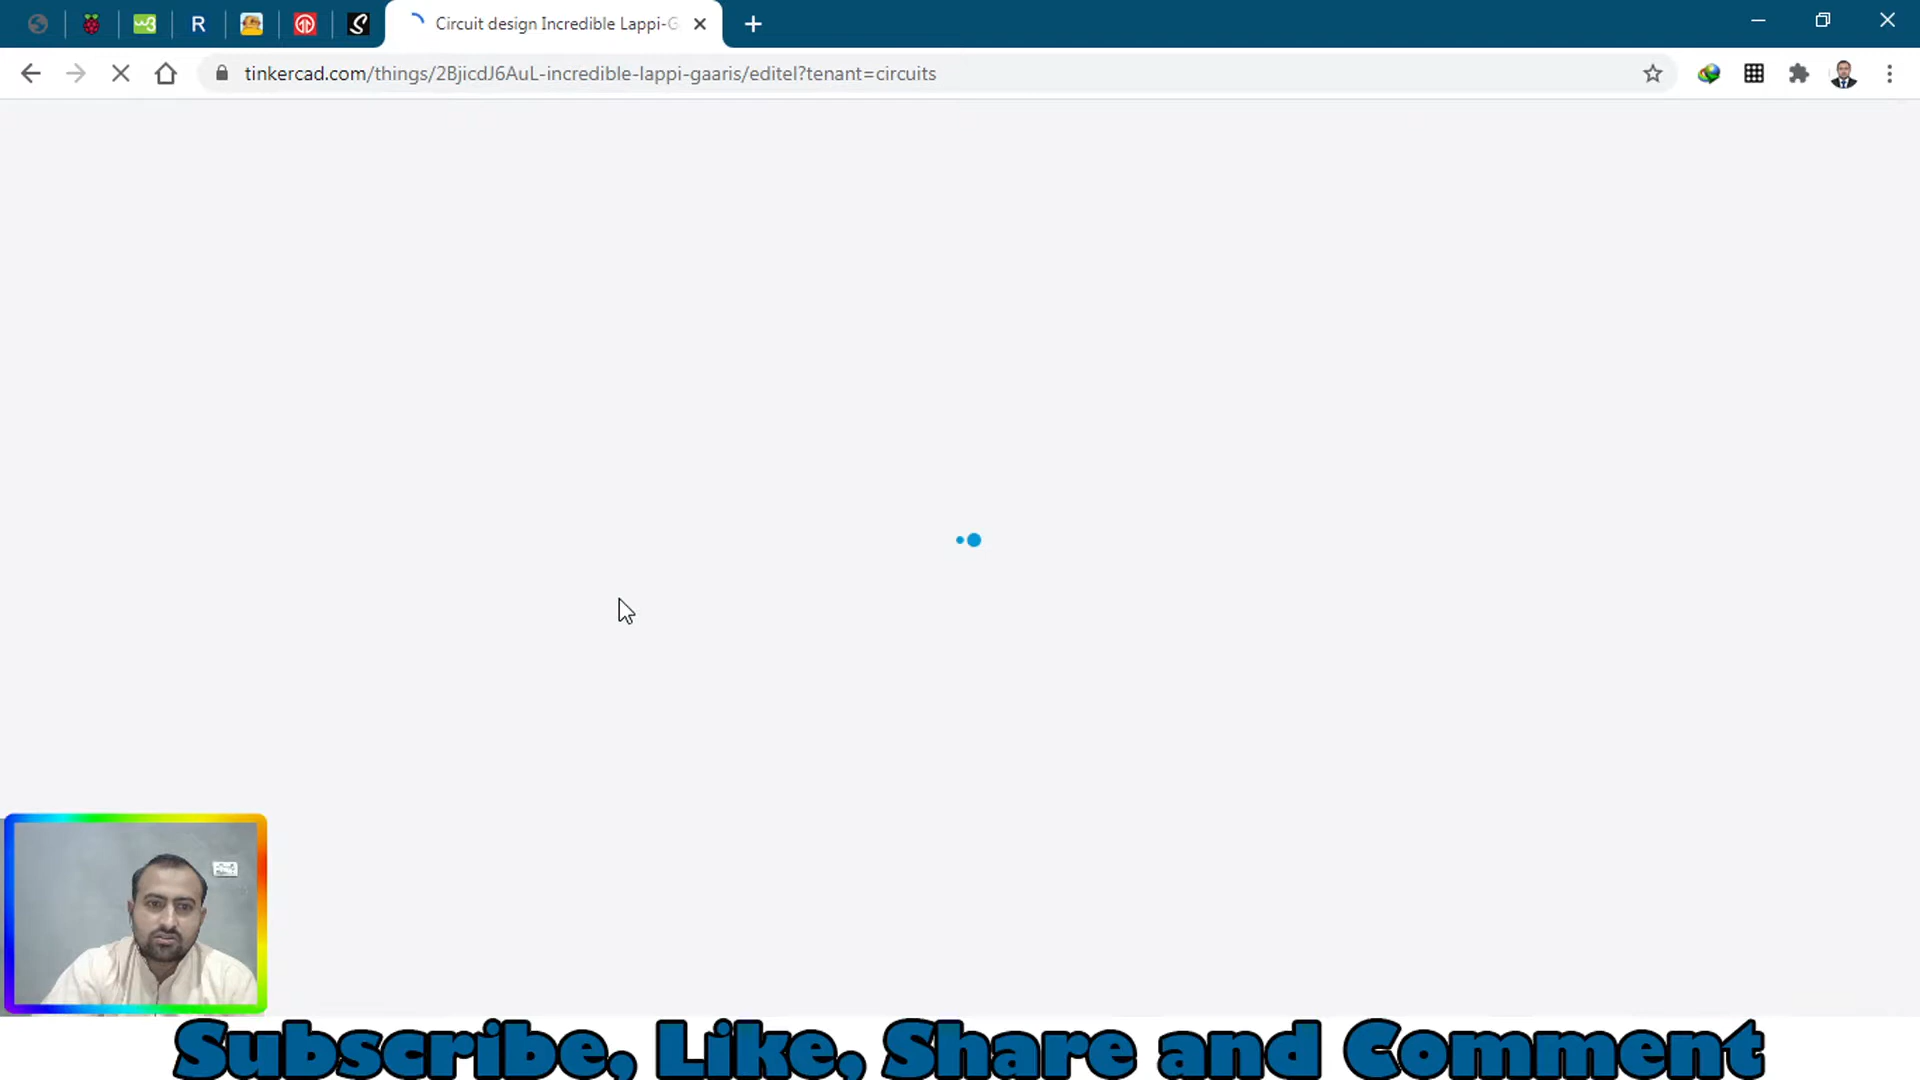 w3
R
S
Circuit design Incredible Lappi-G
tinkercad.com/things/2BjicdJ6AuL-incredible-lappi-gaaris/editel?tenant=circuits
Subscribe, Like, Share and Comment